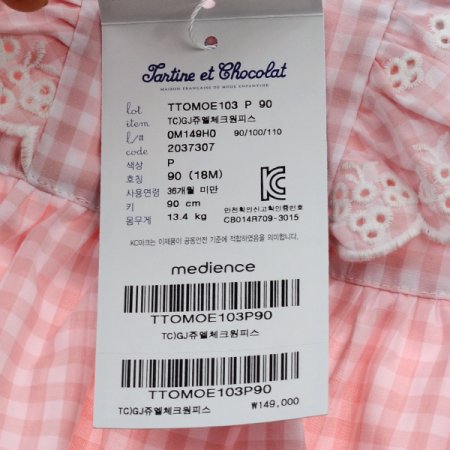 Tartine et Chocolat
MAISON FRANÇAISE DE MODE ENFANTINE
lot TTOMOE103 P 90
item TC)GJ쥬엘체크원피스
l/# 0M149H0 90/100/110
code 2037307
색상 P
호칭 90 (18M)
사용연령 36개월 미만
키 90 cm
몸무게 13.4 kg
안전확인신고확인증번호
CB014R709-3015
KC마크는 이제품이 공통안전 기준에 적합하였음을 의미합니다.
medience
TTOMOE103P90
TC)GJ쥬엘체크원피스
TTOMOE103P90
TC)GJ쥬엘체크원피스 ₩149,000